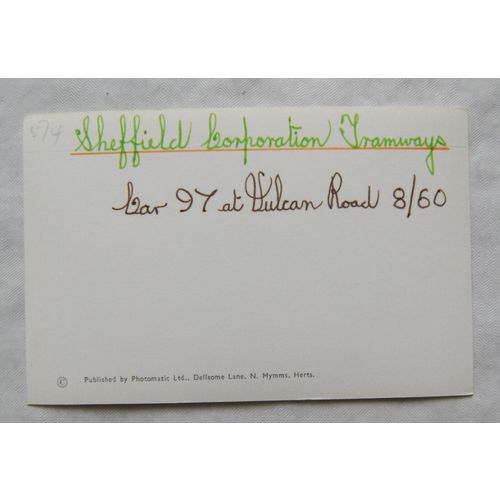 574
Sheffield Corporation Tramways
Car 97 at Vulcan Road 8/60
© Published by Photomatic Ltd., Dellsome Lane, N. Mymms, Herts.